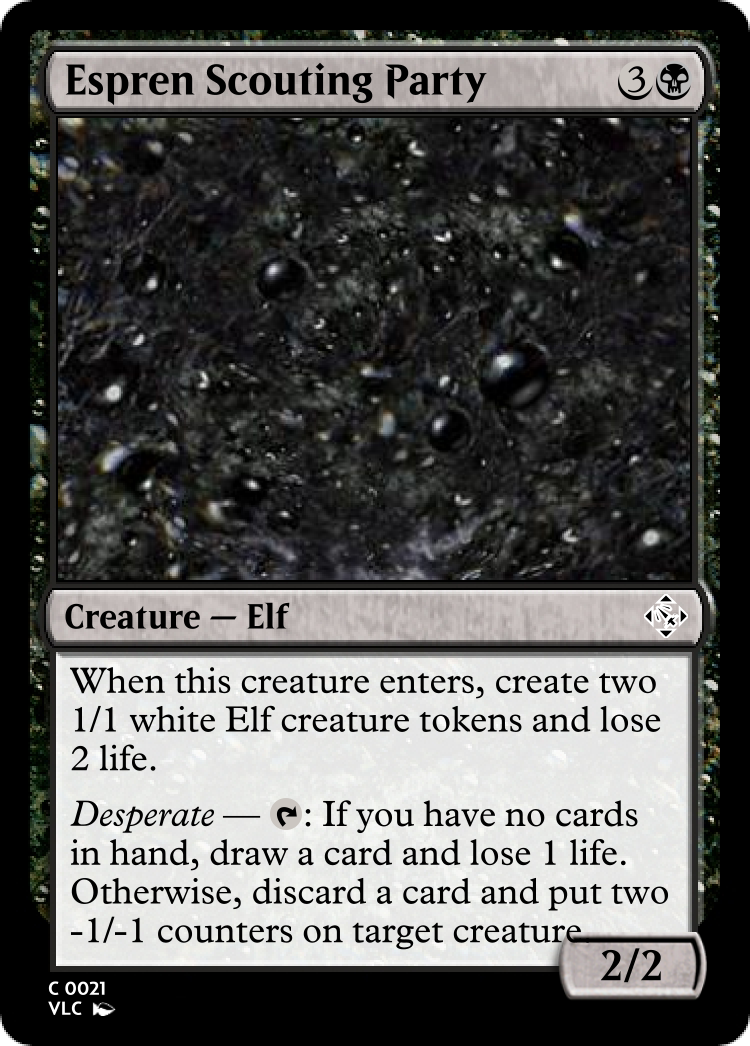 Espren Scouting Party 3
Creature — Elf
When this creature enters, create two
1/1 white Elf creature tokens and lose
2 life.
Desperate — : If you have no cards
in hand, draw a card and lose 1 life.
Otherwise, discard a card and put two
-1/-1 counters on target creature
2/2
C 0021
VLC